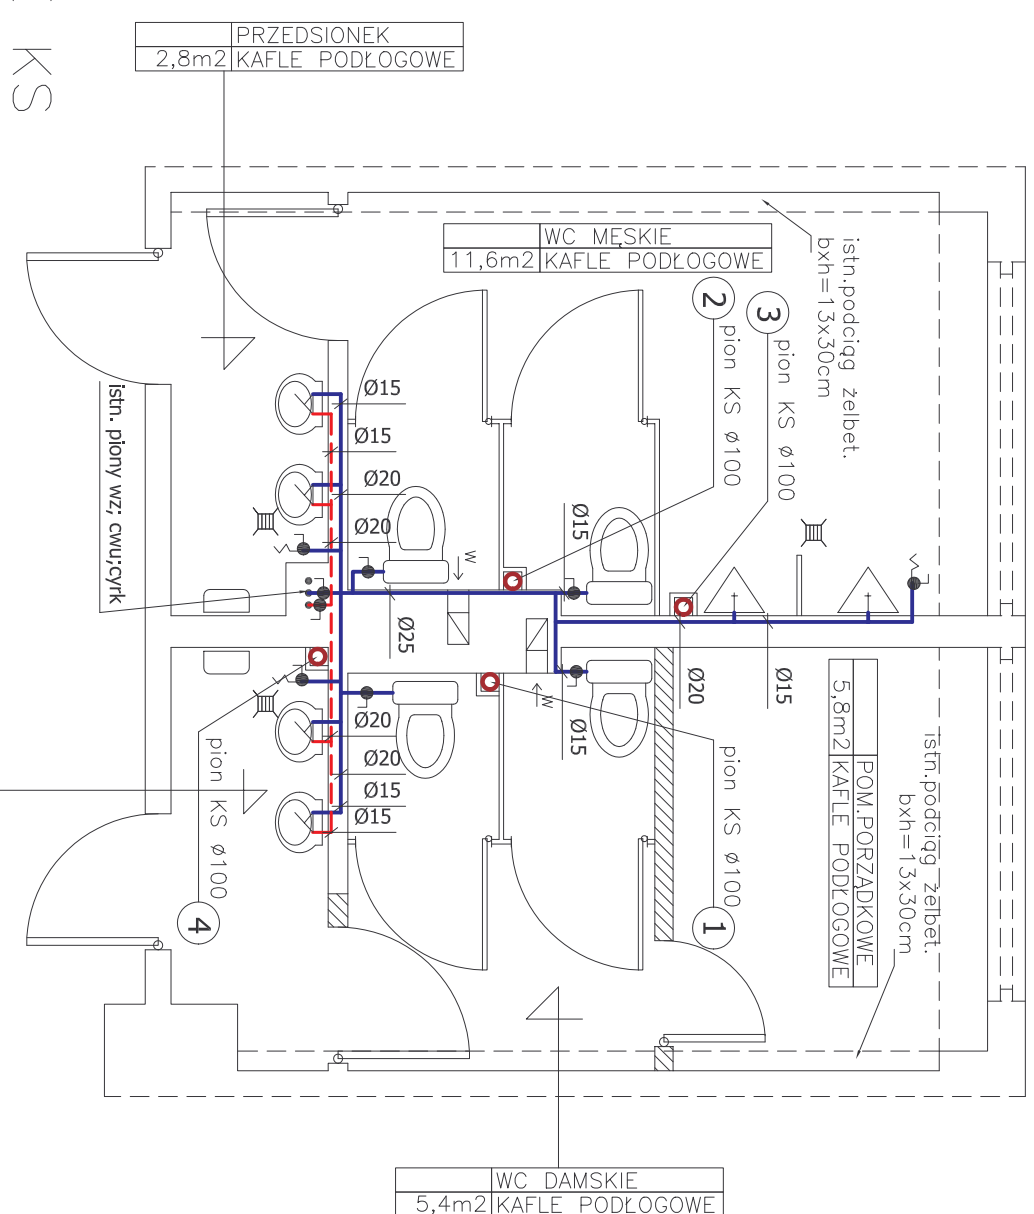 KS
PRZEDSIONEK
2,8m2 KAFLE PODŁOGOWE
WC MĘSKIE
11,6m2 KAFLE PODŁOGOWE
istn.podciąg żelbet.
bxh=13x30cm
2
pion KS ø100
3
pion KS ø100
istn. piony wz; cwu;cyrk
Ø15
Ø15
Ø20
Ø20
Ø15
W
Ø25
Ø20
Ø15
W
Ø15
Ø20
Ø20
Ø15
Ø15
POM.PORZĄDKOWE
5,8m2 KAFLE PODŁOGOWE
istn.podciąg żelbet.
bxh=13x30cm
pion KS ø100
1
pion KS ø100
4
WC DAMSKIE
5,4m2 KAFLE PODŁOGOWE